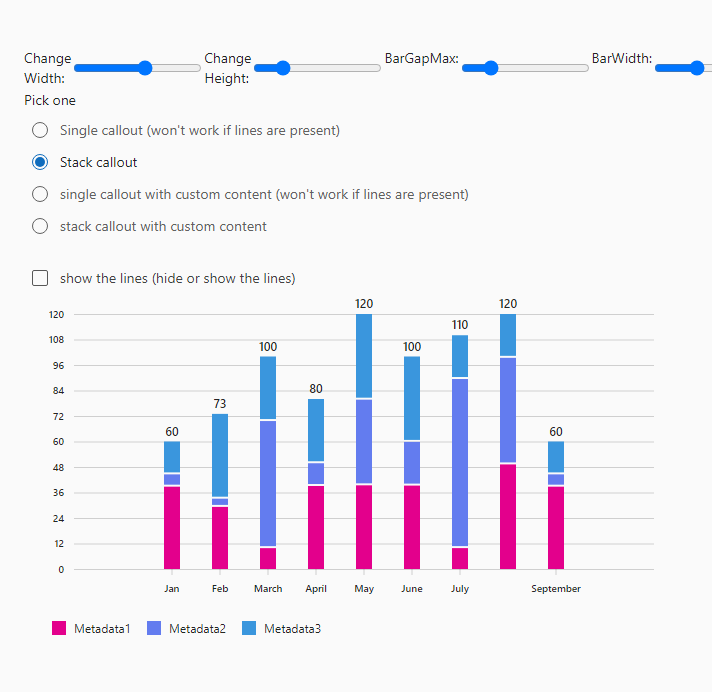 Change Width:
Change Height:
BarGapMax:
BarWidth:
Pick one
Single callout (won't work if lines are present)
Stack callout
single callout with custom content (won't work if lines are present)
stack callout with custom content
show the lines (hide or show the lines)
120
108
96
84
72
60
48
36
24
12
0
60
73
100
80
120
100
110
120
60
Jan
Feb
March
April
May
June
July
September
Metadata1
Metadata2
Metadata3